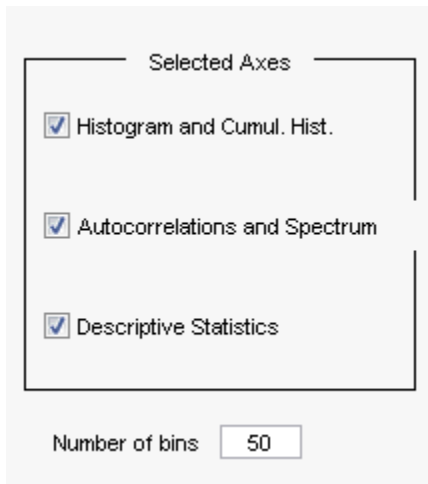 Selected Axes
Histogram and Cumul. Hist.
Autocorrelations and Spectrum
Descriptive Statistics
Number of bins 50